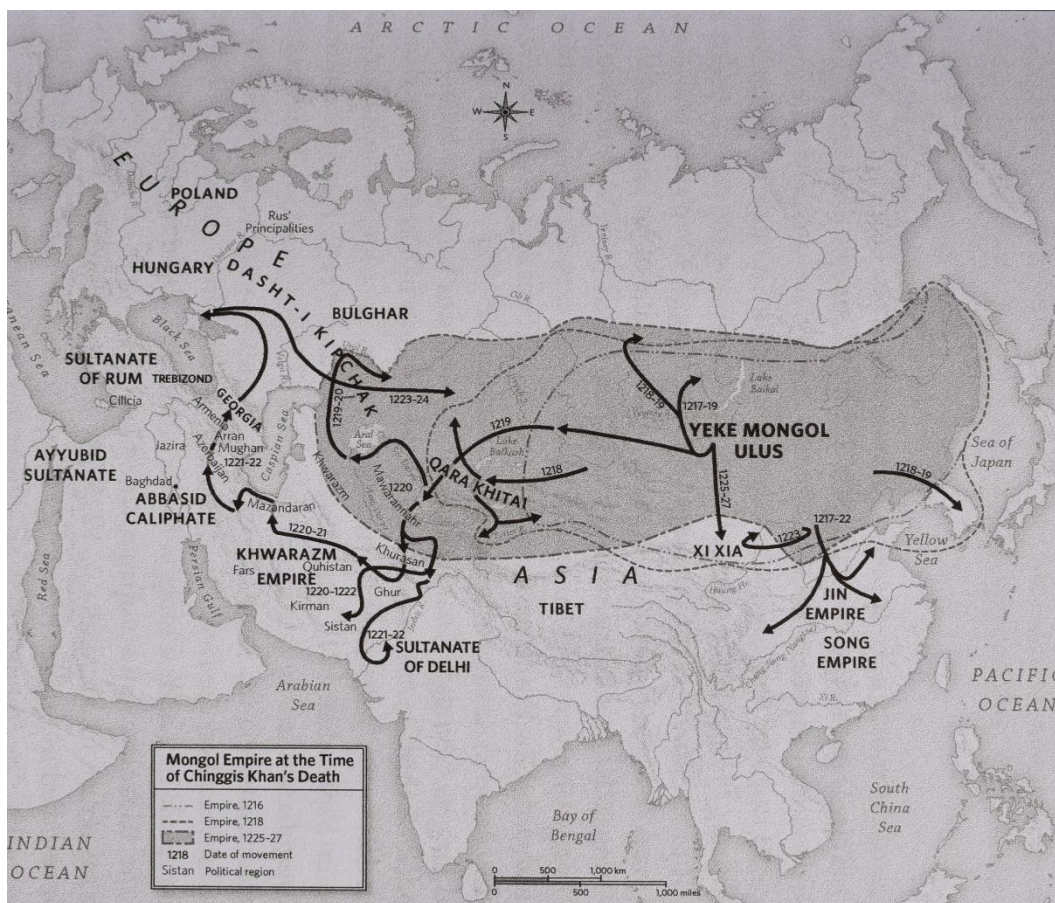 ARCTIC OCEAN
N
W E
S
EUROPE
POLAND
Rus'
Principalities
HUNGARY
DASHT-I KIPCHAK
BULGHAR
Ob R.
Black Sea
Volga R.
SULTANATE
OF RUM
TREBIZOND
Cilicia
GEORGIA
Armenia
Arran
Mughan
1221–22
Azerbaijan
Jazira
Caspian Sea
Aral
Sea
1219–20
1223–24
Khwarazm
Mawarannahr
1220
1219
Lake
Balkash
QARA KHITAI
1218
1218–19
1217–19
Lake
Baikal
YEKE MONGOL
ULUS
1225–27
1218–19
Sea of
Japan
AYYUBID
SULTANATE
Baghdad
ABBASID
CALIPHATE
Mazandaran
1220–21
KHWARAZM
EMPIRE
Fars
Quhistan
Khurasan
Ghur
1220–1222
Kirman
Sistan
1221–22
Indus R.
SULTANATE
OF DELHI
ASIA
TIBET
XI XIA
1223
1217–22
Huang H.
JIN
EMPIRE
SONG
EMPIRE
Yellow
Sea
Red Sea
Persian Gulf
Arabian
Sea
PACIFIC
OCEAN
Xi R.
South
China
Sea
Bay of
Bengal
INDIAN
OCEAN
Mongol Empire at the Time
of Chinggis Khan's Death
Empire, 1216
Empire, 1218
Empire, 1225–27
1218 Date of movement
Sistan Political region
0 500 1,000 km
0 500 1,000 miles